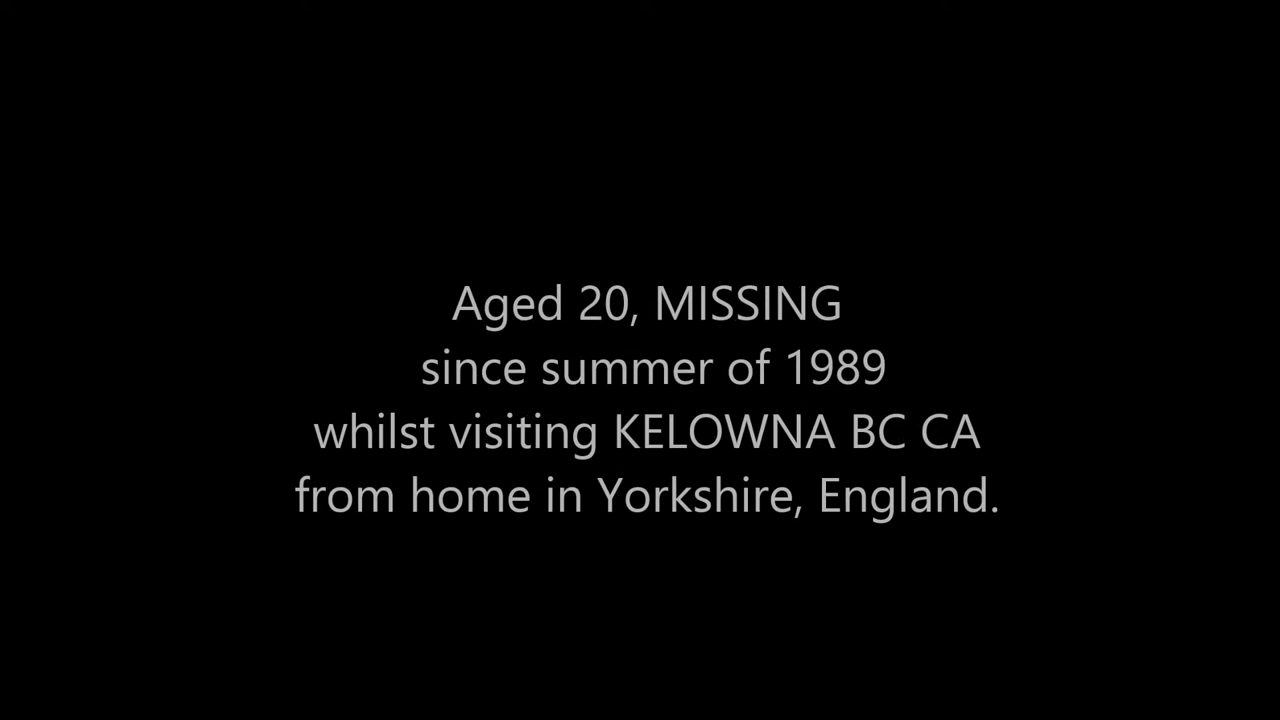 Aged 20, MISSING
since summer of 1989
whilst visiting KELOWNA BC CA
from home in Yorkshire, England.